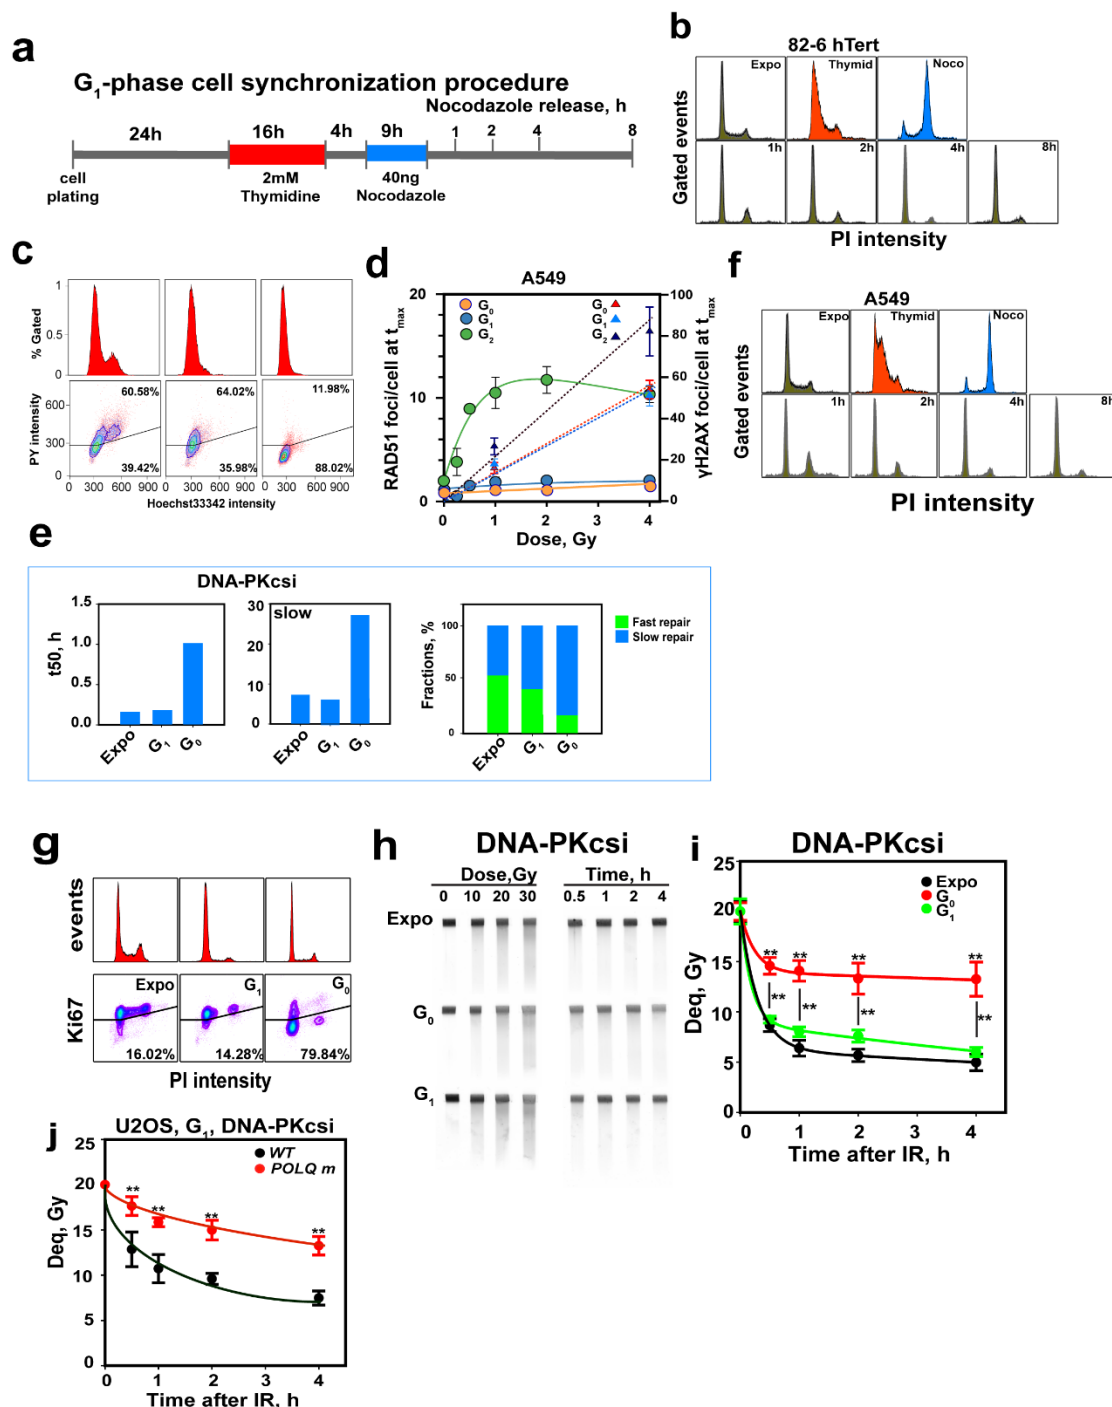 a
G1-phase cell synchronization procedure
Nocodazole release, h
24h 16h 4h 9h 1 2 4 8
cell plating
2mM Thymidine
40ng Nocodazole
b
82-6 hTert
Expo Thymid Noco
1h 2h 4h 8h
Gated events
PI intensity
c
% Gated
1
0.5
0
60.58% 64.02% 11.98%
39.42% 35.98% 88.02%
PY intensity
600
300
0
0 300 600 900 300 600 900 300 600 900
Hoechst33342 intensity
d
A549
RAD51 foci/cell at tmax
20
10
0
G0
G1
G2
G0
G1
G2
γH2AX foci/cell at tmax
100
80
60
40
20
0
0 1 2 3 4
Dose, Gy
f
A549
Expo Thymid Noco
1h 2h 4h 8h
Gated events
PI intensity
e
DNA-PKcsi
t50, h
1.5
1.0
0.5
0.0
Expo G1 G0
slow
30
20
10
0
Expo G1 G0
Fractions, %
100
50
0
Expo G1 G0
Fast repair
Slow repair
g
events
Ki67
Expo G1 G0
16.02% 14.28% 79.84%
PI intensity
h
DNA-PKcsi
Dose,Gy Time, h
0 10 20 30 0.5 1 2 4
Expo
G0
G1
i
DNA-PKcsi
Expo
G0
G1
Deq, Gy
25
20
15
10
5
0
** ** ** **
** ** ** **
0 1 2 3 4
Time after IR, h
j
U2OS, G1, DNA-PKcsi
WT
POLQ m
Deq, Gy
25
20
15
10
5
0
** ** ** **
0 1 2 3 4
Time after IR, h